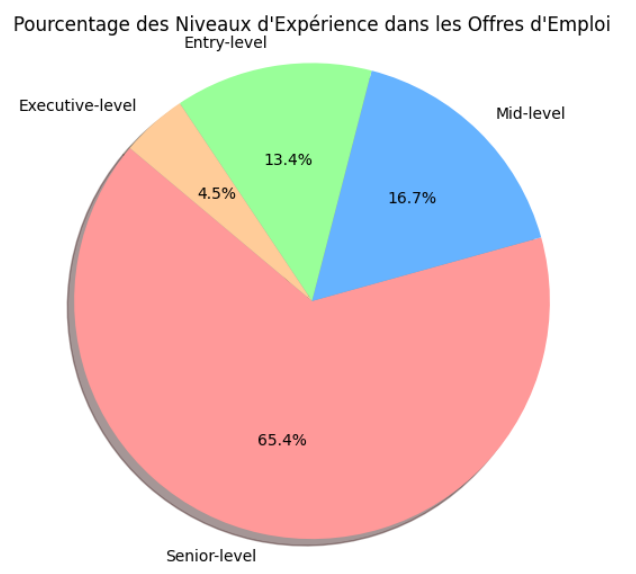 Pourcentage des Niveaux d'Expérience dans les Offres d'Emploi
Entry-level
Executive-level
Mid-level
13.4%
4.5%
16.7%
65.4%
Senior-level